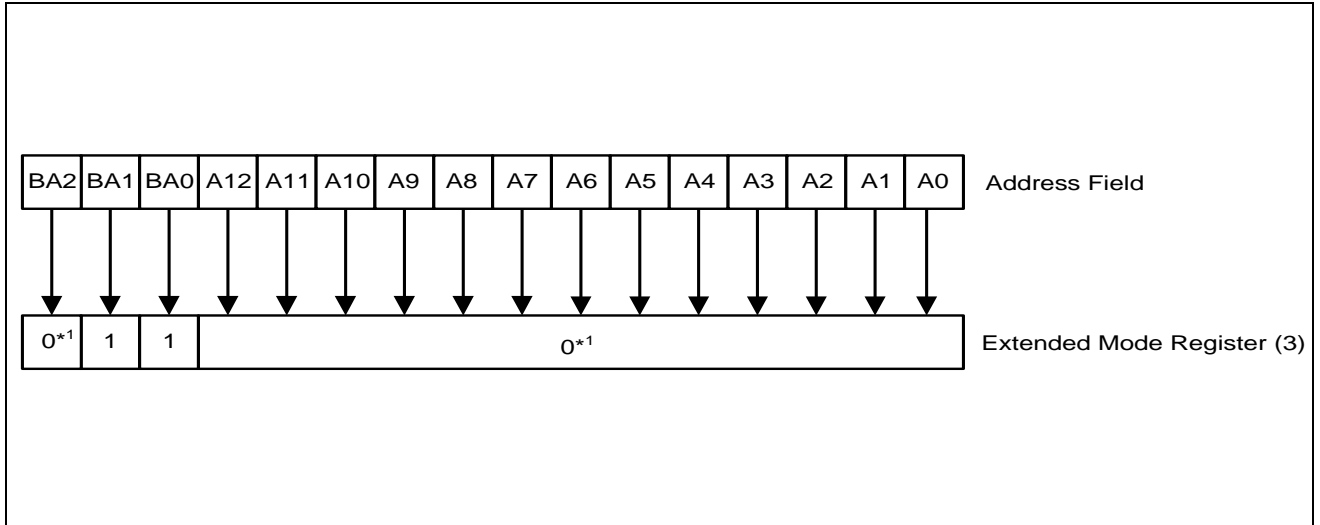 BA2 BA1 BA0 A12 A11 A10 A9 A8 A7 A6 A5 A4 A3 A2 A1 A0 Address Field
0*1 1 1 0*1 Extended Mode Register (3)